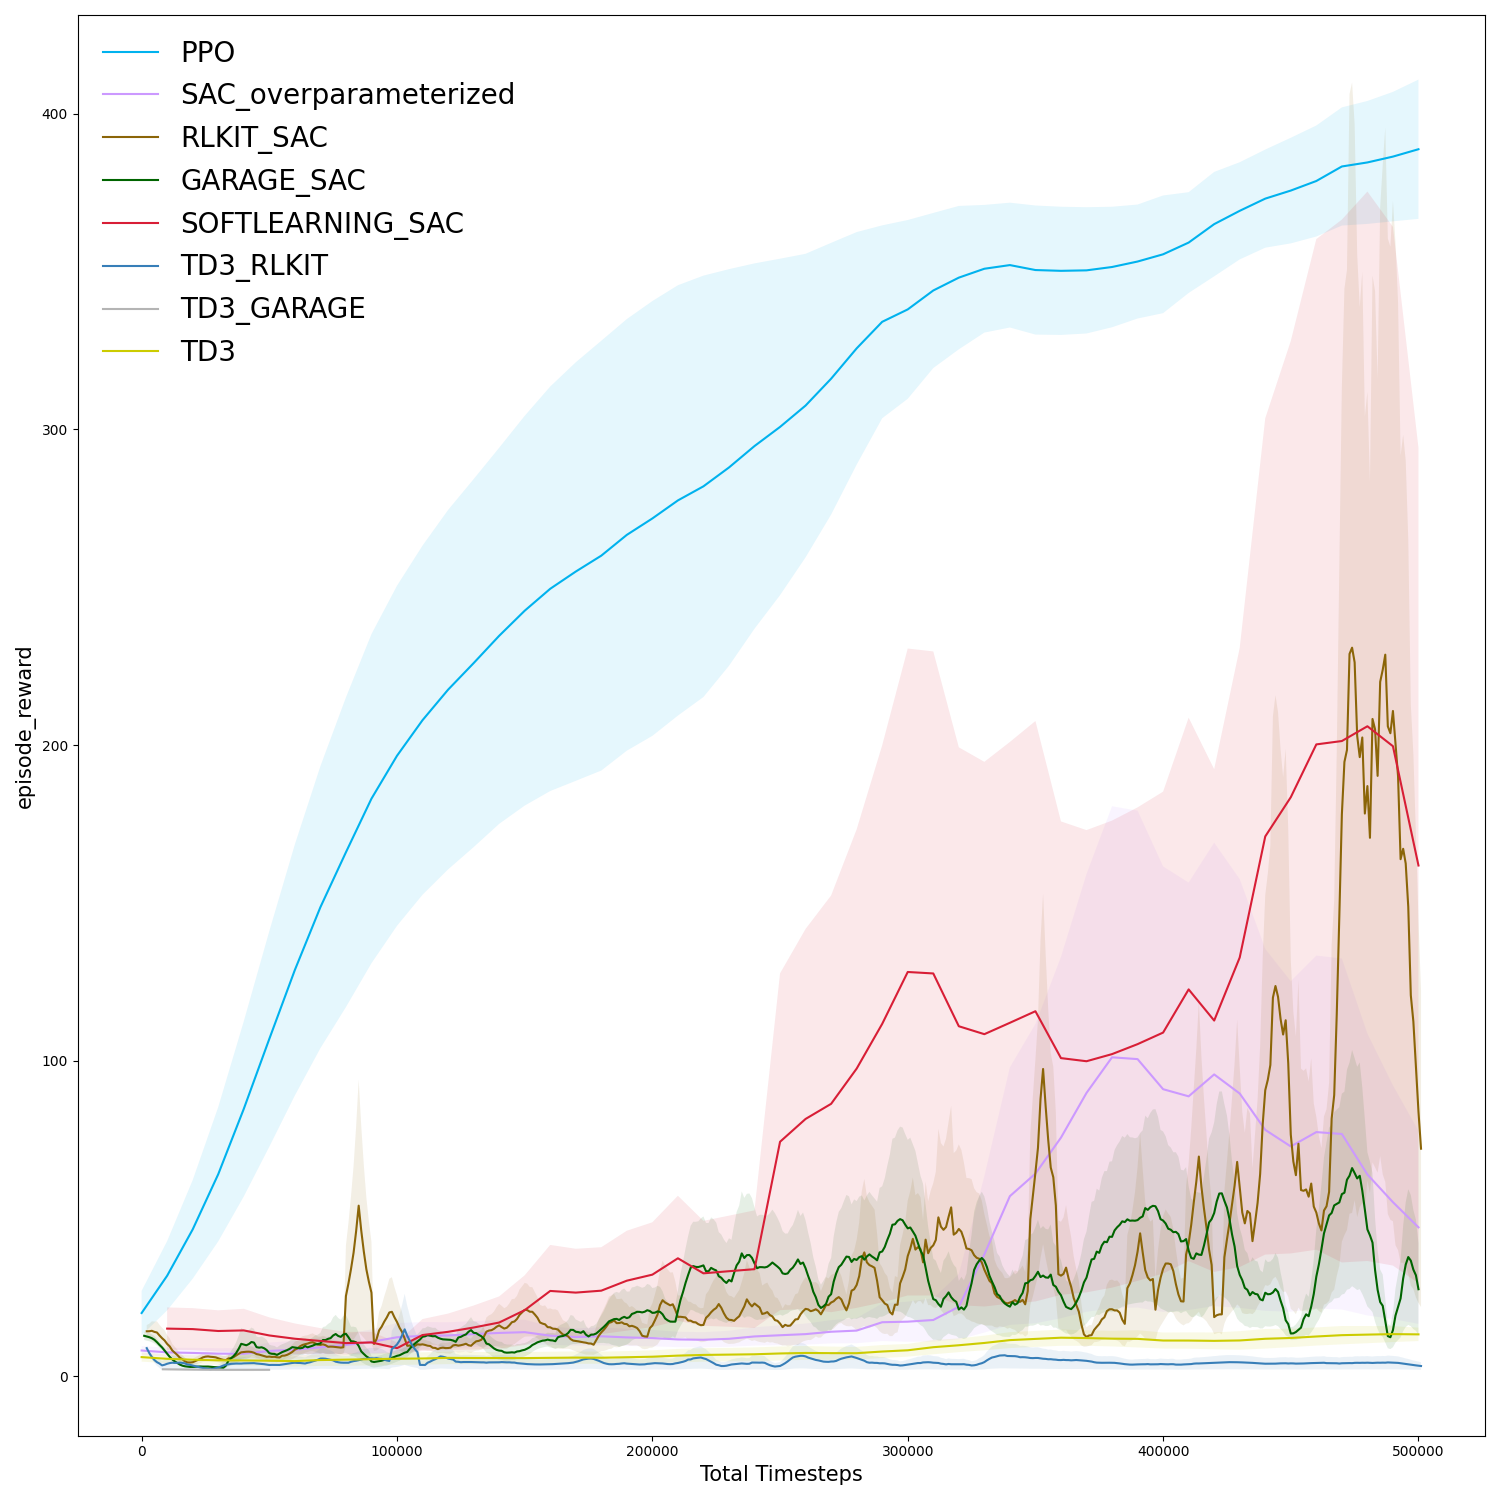 PPO
SAC_overparameterized
RLKIT_SAC
GARAGE_SAC
SOFTLEARNING_SAC
TD3_RLKIT
TD3_GARAGE
TD3
400
300
200
100
0
episode_reward
0 100000 200000 300000 400000 500000
Total Timesteps